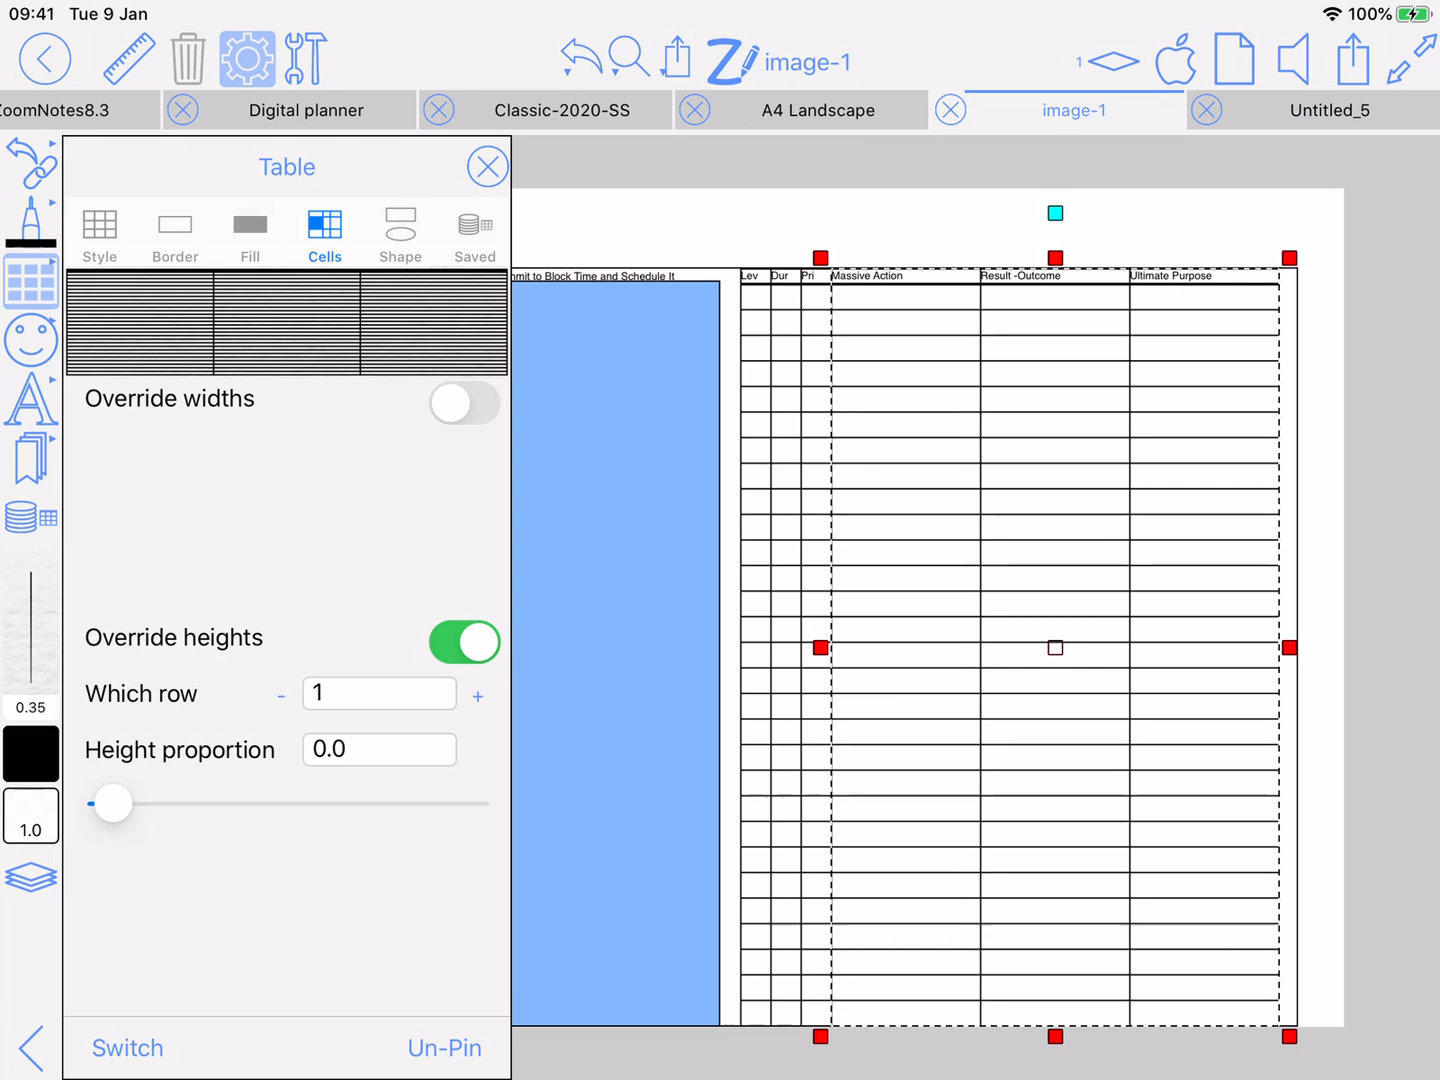 09:41 Tue 9 Jan
100%
image-1
1
ZoomNotes8.3
Digital planner
Classic-2020-SS
A4 Landscape
image-1
Untitled_5
Table
Style
Border
Fill
Cells
Shape
Saved
mit to Block Time and Schedule It
Lev
Dur
Pri
Massive Action
Result -Outcome
Ultimate Purpose
Override widths
Override heights
Which row
-
1
+
Height proportion
0.0
0.35
1.0
Switch
Un-Pin